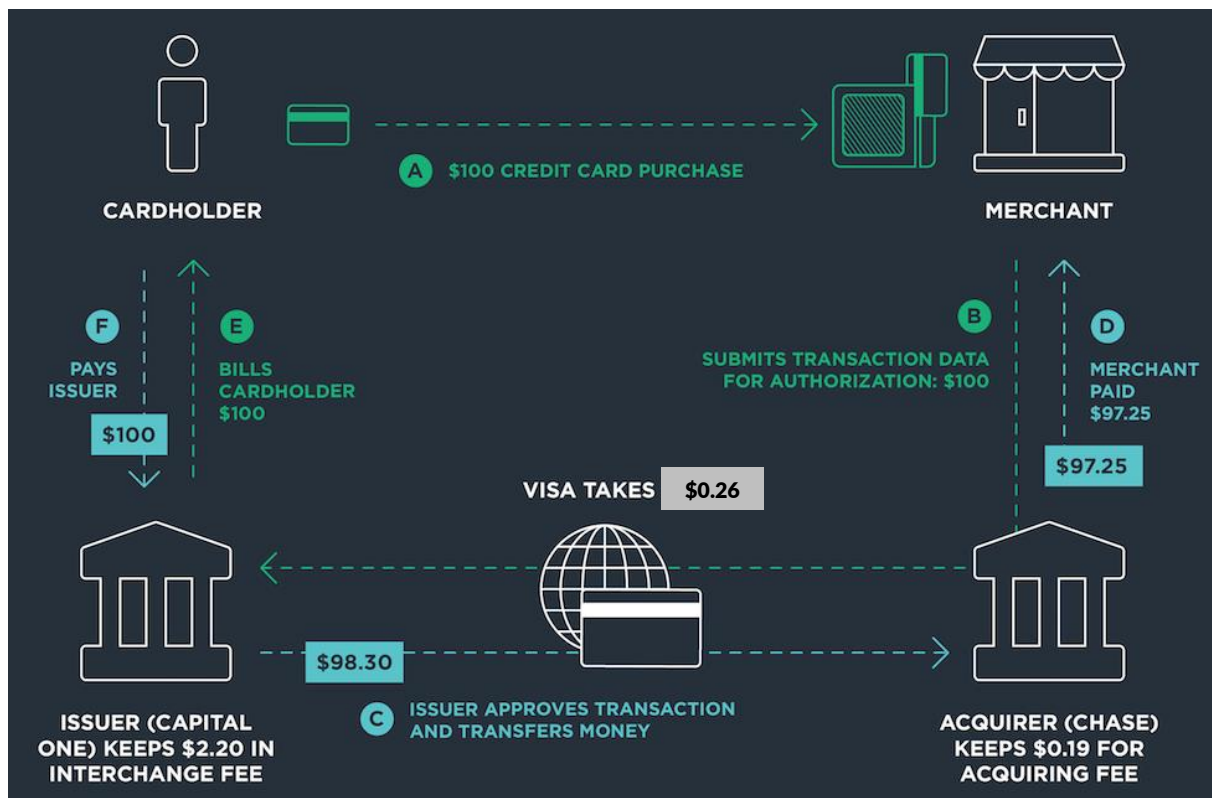 A $100 CREDIT CARD PURCHASE
CARDHOLDER
MERCHANT
F
PAYS
ISSUER
$100
E
BILLS
CARDHOLDER
$100
B
SUBMITS TRANSACTION DATA
FOR AUTHORIZATION: $100
D
MERCHANT
PAID
$97.25
$97.25
VISA TAKES $0.26
$98.30
C
ISSUER APPROVES TRANSACTION
AND TRANSFERS MONEY
ISSUER (CAPITAL
ONE) KEEPS $2.20 IN
INTERCHANGE FEE
ACQUIRER (CHASE)
KEEPS $0.19 FOR
ACQUIRING FEE